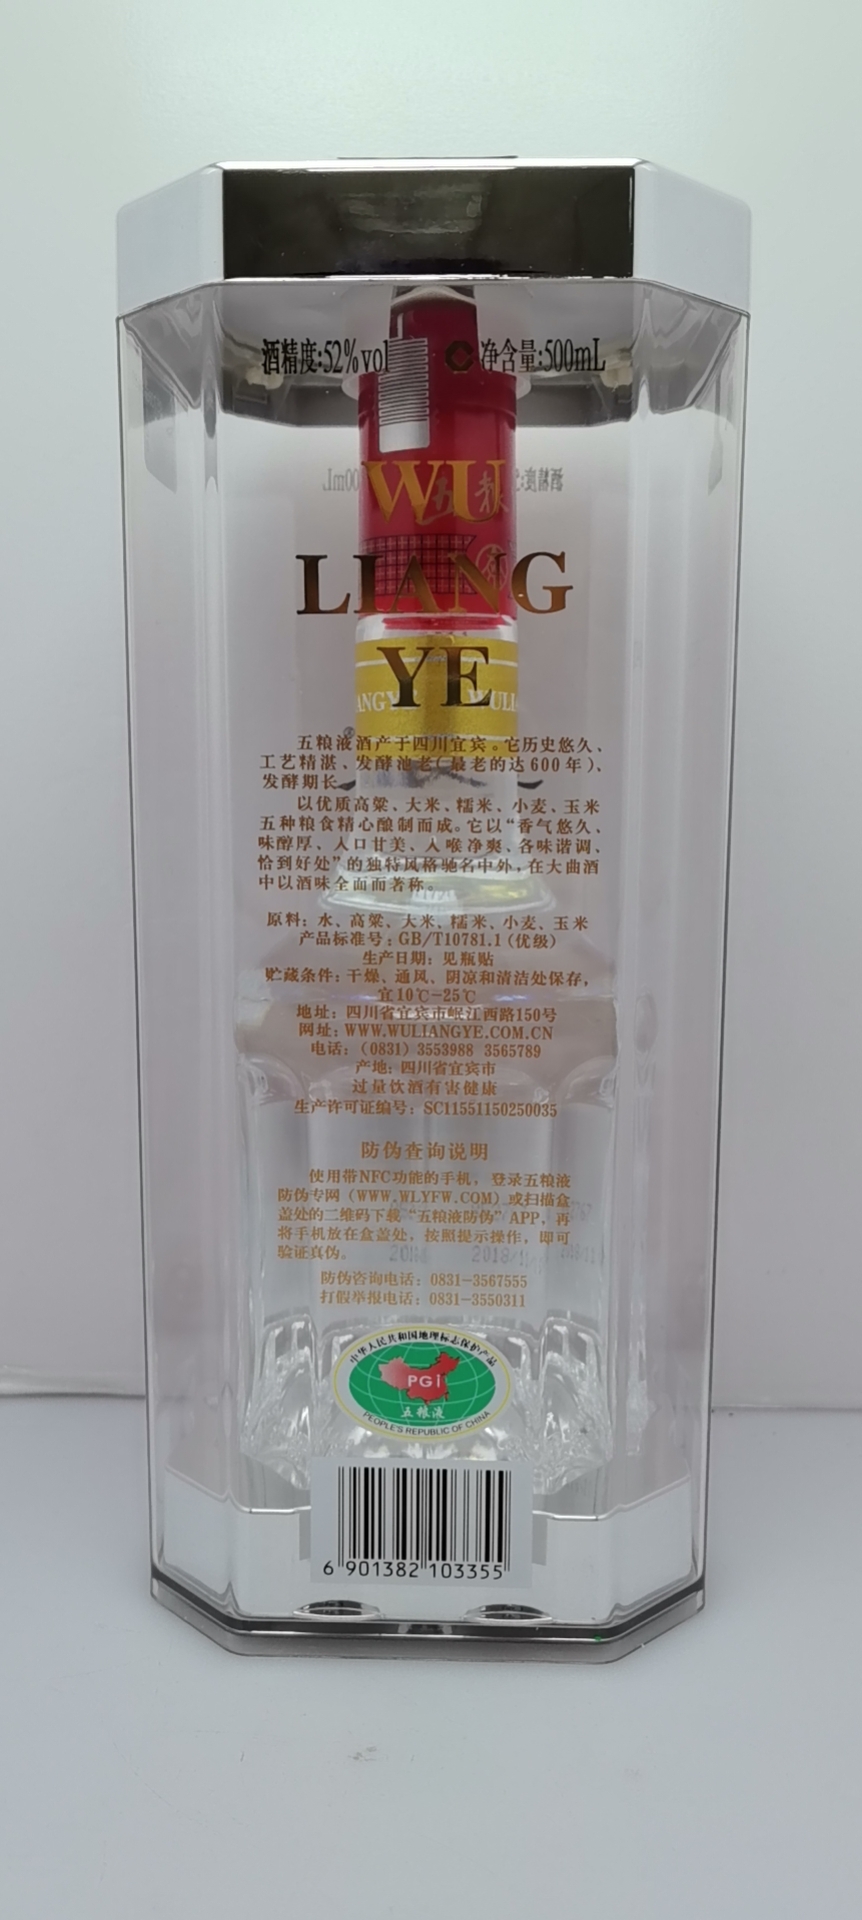 酒精度:52%vol 净含量:500mL
WU
LIANG
YE
五粮液酒产于四川宜宾。它历史悠久、
工艺精湛、发酵池老(最老的达600年)、
发酵期长。
以优质高粱、大米、糯米、小麦、玉米
五种粮食精心酿制而成。它以“香气悠久、
味醇厚、入口甘美、入喉净爽、各味谐调、
恰到好处”的独特风格驰名中外,在大曲酒
中以酒味全面而著称。
原料: 水、高粱、大米、糯米、小麦、玉米
产品标准号: GB/T10781.1(优级)
生产日期: 见瓶贴
贮藏条件: 干燥、通风、阴凉和清洁处保存,
宜10℃-25℃
地址: 四川省宜宾市岷江西路150号
网址: WWW.WULIANGYE.COM.CN
电话: (0831) 3553988 3565789
产地: 四川省宜宾市
过量饮酒有害健康
生产许可证编号: SC11551150250035
防伪查询说明
使用带NFC功能的手机, 登录五粮液
防伪专网 (WWW.WLYFW.COM) 或扫描盒
盖处的二维码下载“五粮液防伪”APP, 再
将手机放在盒盖处, 按照提示操作, 即可
验证真伪。
防伪咨询电话: 0831-3567555
打假举报电话: 0831-3550311
中华人民共和国地理标志保护产品
PGI
五粮液
PEOPLE'S REPUBLIC OF CHINA
6 901382 103355